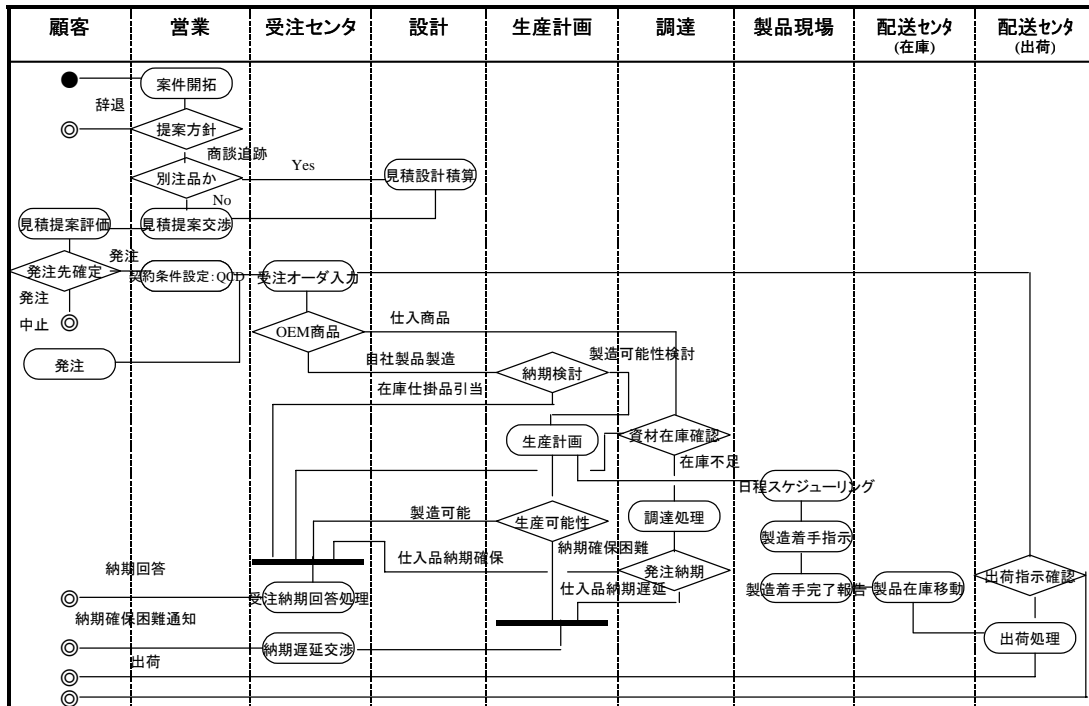 顧客
営業
受注センタ
設計
生産計画
調達
製品現場
配送センタ
(在庫)
配送センタ
(出荷)
案件開拓
辞退
提案方針
商談追跡
別注品か
Yes
見積設計積算
No
見積提案評価
見積提案交渉
発注
発注先確定
契約条件設定:QCD
受注オーダ入力
発注
中止
OEM商品
仕入商品
発注
自社製品製造
納期検討
製造可能性検討
在庫仕掛品引当
生産計画
資材在庫確認
在庫不足
日程スケジューリング
製造可能
生産可能性
調達処理
製造着手指示
仕入品納期確保
納期確保困難
発注納期
出荷指示確認
納期回答
受注納期回答処理
仕入品納期遅延
製造着手完了報告
製品在庫移動
納期確保困難通知
出荷処理
納期遅延交渉
出荷